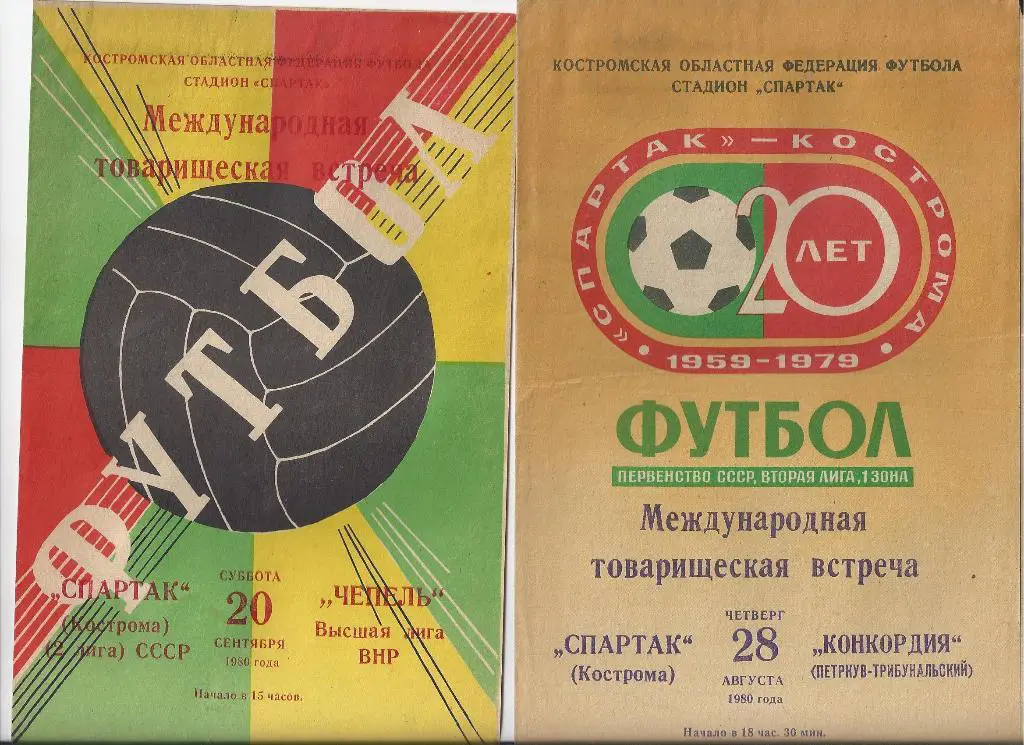 КОСТРОМСКАЯ ОБЛАСТНАЯ ФЕДЕРАЦИЯ ФУТБОЛА
СТАДИОН «СПАРТАК»
Международная
товарищеская встреча
ФУТБОЛ
„СПАРТАК"
(Кострома)
(2 лига) СССР
СУББОТА
20
СЕНТЯБРЯ
1980 года
„ЧЕПЕЛЬ"
Высшая лига
ВНР
Начало в 15 часов.
КОСТРОМСКАЯ ОБЛАСТНАЯ ФЕДЕРАЦИЯ ФУТБОЛА
СТАДИОН „СПАРТАК"
«СПАРТАК» — КОСТРОМА
20 ЛЕТ
• 1959-1979 •
ФУТБОЛ
ПЕРВЕНСТВО СССР, ВТОРАЯ ЛИГА, 1 ЗОНА
Международная
товарищеская встреча
„СПАРТАК"
(Кострома)
ЧЕТВЕРГ
28
АВГУСТА
1980 года
„КОНКОРДИЯ"
(ПЕТРКУВ-ТРИБУНАЛЬСКИЙ)
Начало в 18 час. 30 мин.